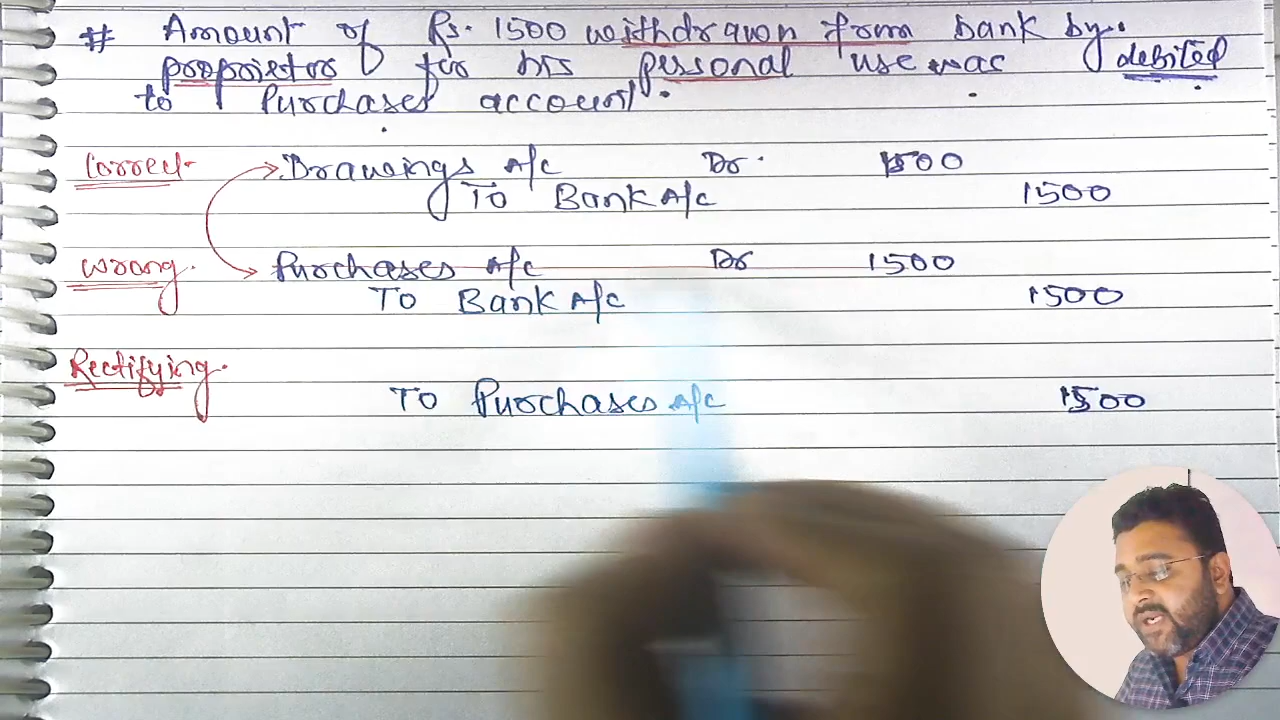 # Amount of Rs. 1500 withdrawn from bank by
proprietor for his personal use was debited
to Purchases account.
Correct Drawings A/c Dr. 1500
To Bank A/c 1500
Wrong. Purchases A/c Dr 1500
To Bank A/c 1500
Rectifying.
To Purchases A/c 1500